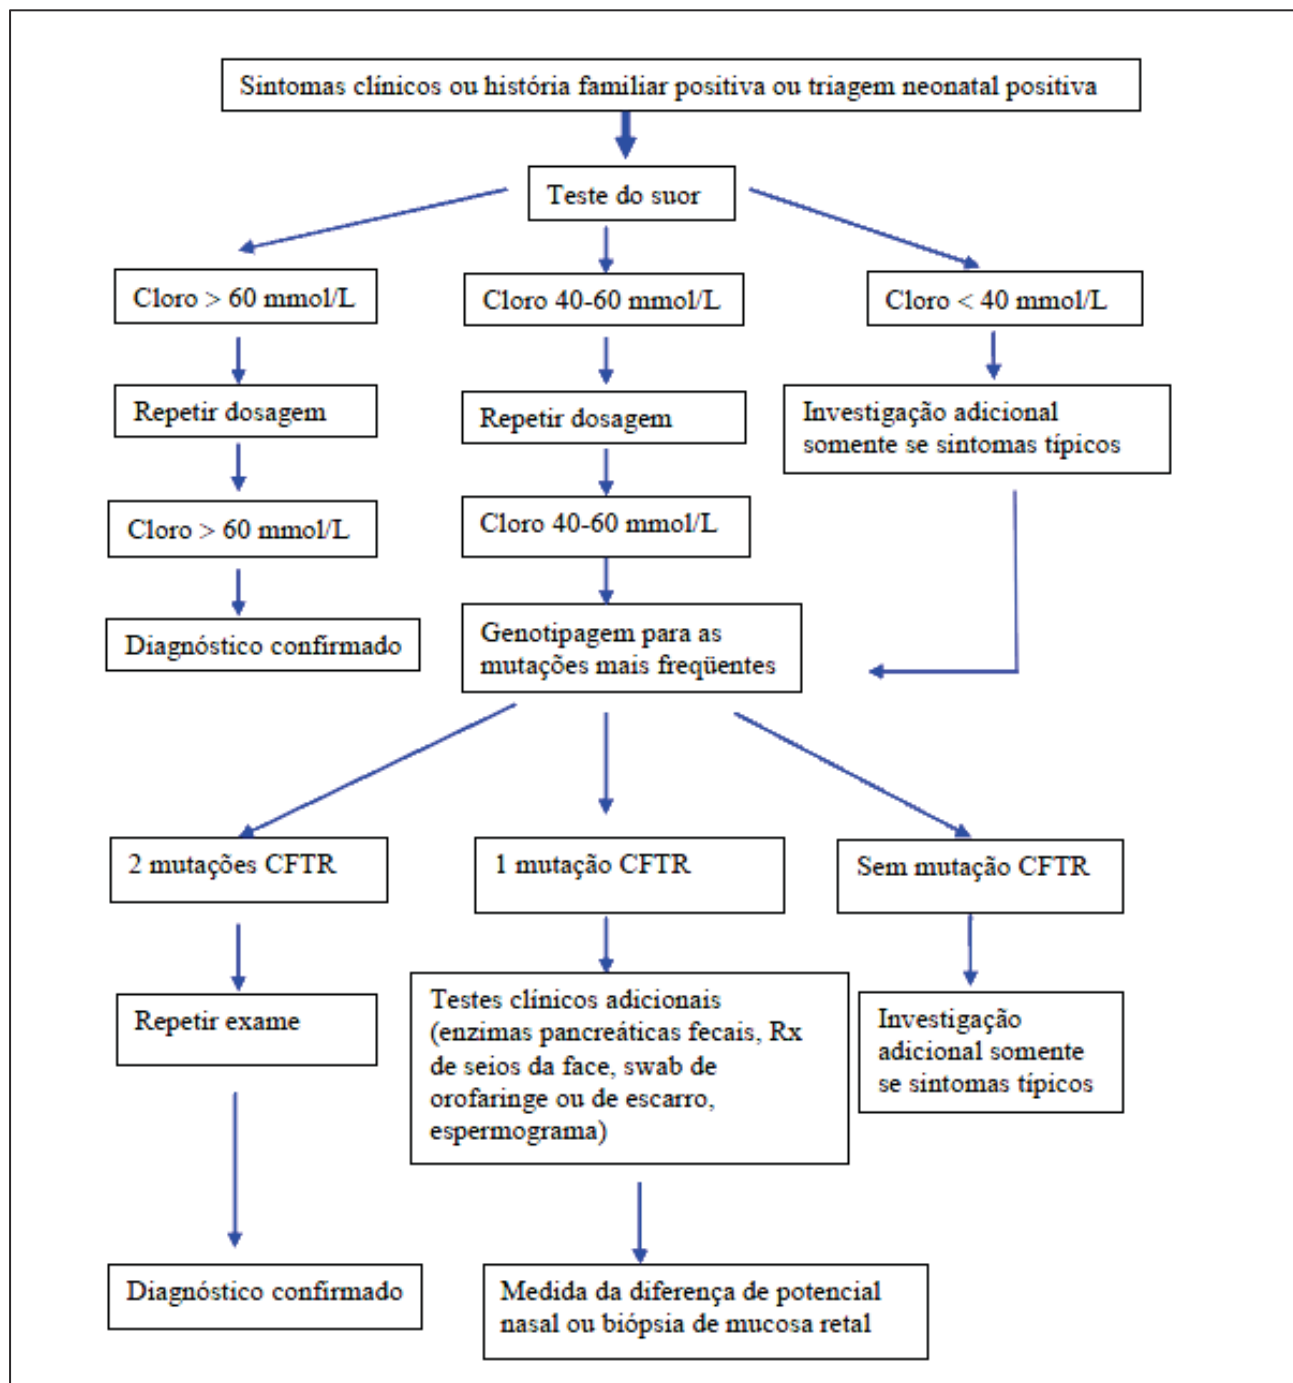 Sintomas clínicos ou história familiar positiva ou triagem neonatal positiva
Teste do suor
Cloro > 60 mmol/L
Cloro 40-60 mmol/L
Cloro < 40 mmol/L
Repetir dosagem
Repetir dosagem
Investigação adicional
somente se sintomas típicos
Cloro > 60 mmol/L
Cloro 40-60 mmol/L
Diagnóstico confirmado
Genotipagem para as
mutações mais freqüentes
2 mutações CFTR
1 mutação CFTR
Sem mutação CFTR
Repetir exame
Testes clínicos adicionais
(enzimas pancreáticas fecais, Rx
de seios da face, swab de
orofaringe ou de escarro,
espermograma)
Investigação
adicional somente
se sintomas típicos
Diagnóstico confirmado
Medida da diferença de potencial
nasal ou biópsia de mucosa retal